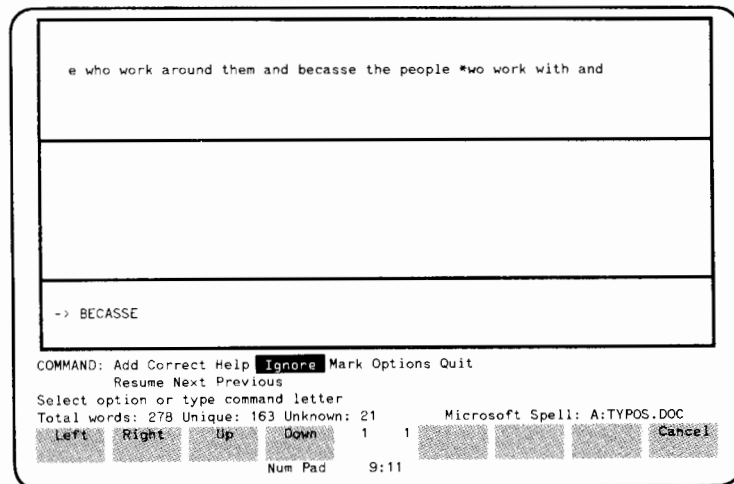 e who work around them and becasse the people *wo work with and
-> BECASSE
COMMAND: Add Correct Help Ignore Mark Options Quit
Resume Next Previous
Select option or type command letter
Total words: 278 Unique: 163 Unknown: 21 Microsoft Spell: A:TYPOS.DOC
Left Right Up Down 1 1 Cancel
Num Pad 9:11